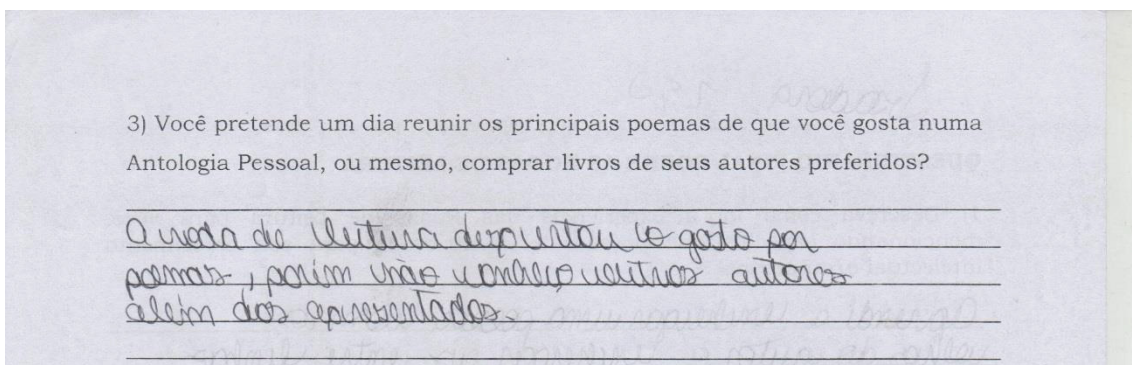 3) Você pretende um dia reunir os principais poemas de que você gosta numa
Antologia Pessoal, ou mesmo, comprar livros de seus autores preferidos?
A roda de leitura despertou o gosto por
poemas, porém não conheço outros autores
além dos apresentados.